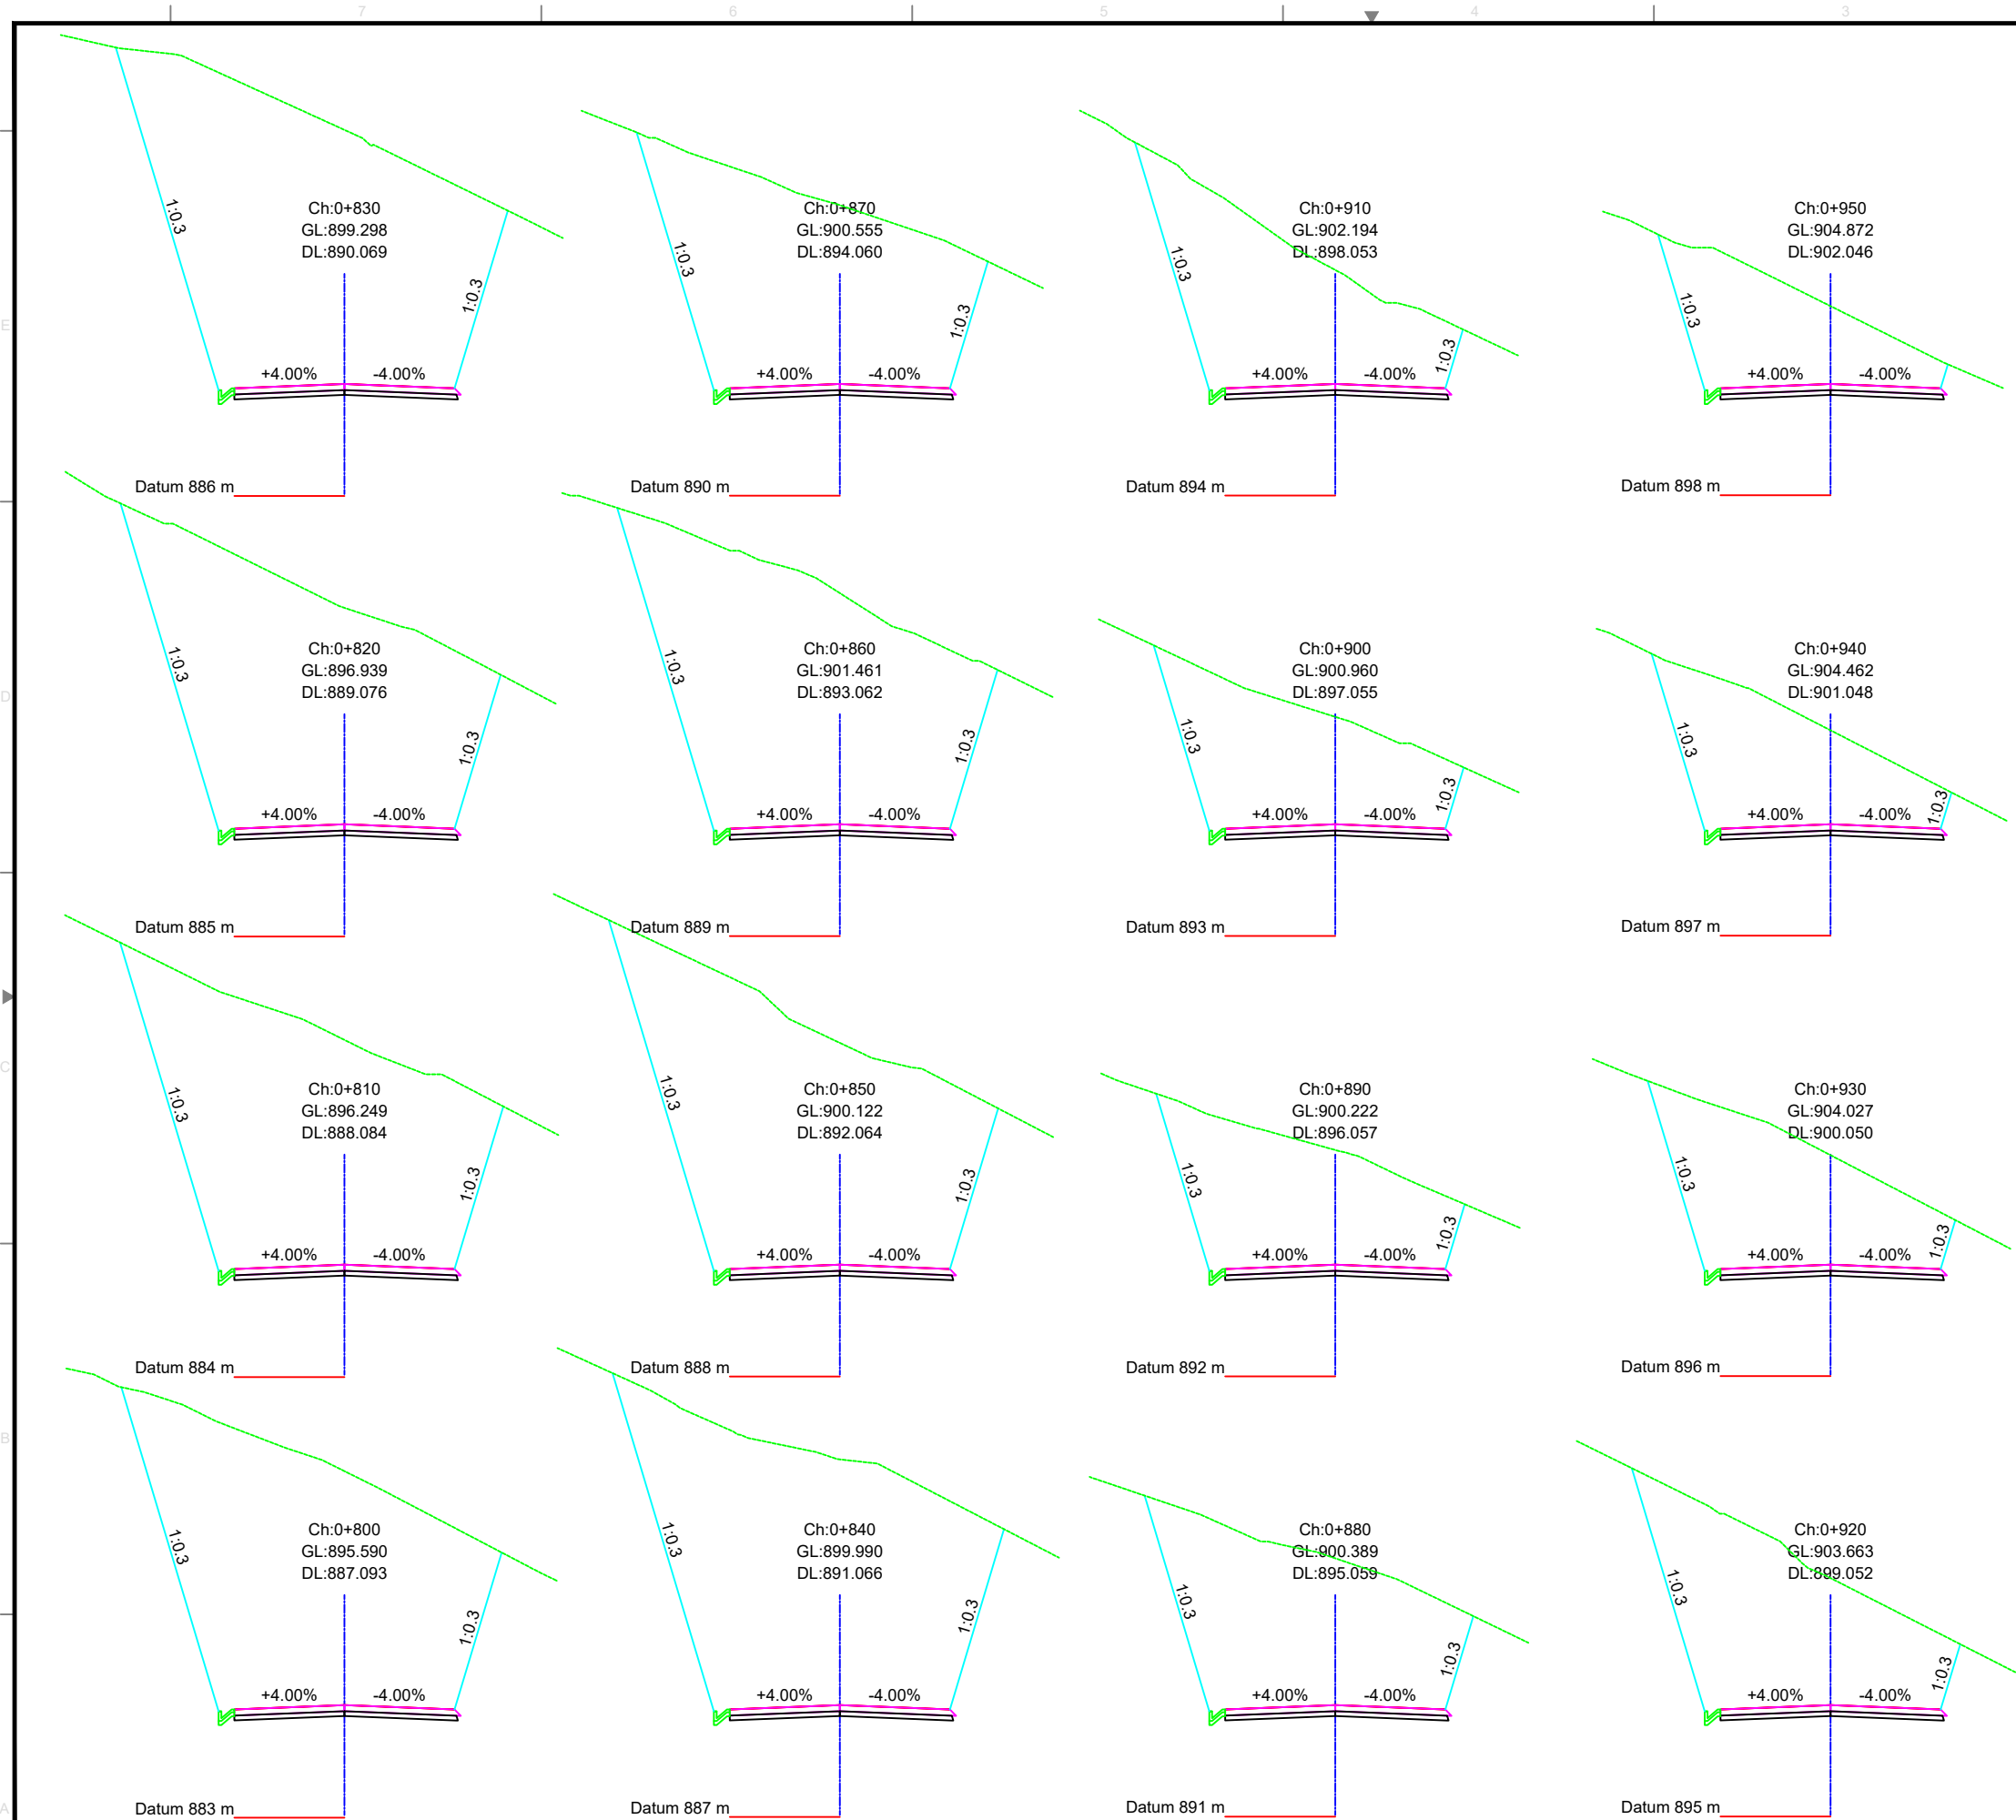 7
6
5
4
3
E
D
C
B
A
Ch:0+830
GL:899.298
DL:890.069
1:0.3
1:0.3
+4.00%
-4.00%
Datum 886 m
Ch:0+870
GL:900.555
DL:894.060
1:0.3
1:0.3
+4.00%
-4.00%
Datum 890 m
Ch:0+910
GL:902.194
DL:898.053
1:0.3
1:0.3
+4.00%
-4.00%
Datum 894 m
Ch:0+950
GL:904.872
DL:902.046
1:0.3
+4.00%
-4.00%
Datum 898 m
Ch:0+820
GL:896.939
DL:889.076
1:0.3
1:0.3
+4.00%
-4.00%
Datum 885 m
Ch:0+860
GL:901.461
DL:893.062
1:0.3
1:0.3
+4.00%
-4.00%
Datum 889 m
Ch:0+900
GL:900.960
DL:897.055
1:0.3
1:0.3
+4.00%
-4.00%
Datum 893 m
Ch:0+940
GL:904.462
DL:901.048
1:0.3
1:0.3
+4.00%
-4.00%
Datum 897 m
Ch:0+810
GL:896.249
DL:888.084
1:0.3
1:0.3
+4.00%
-4.00%
Datum 884 m
Ch:0+850
GL:900.122
DL:892.064
1:0.3
1:0.3
+4.00%
-4.00%
Datum 888 m
Ch:0+890
GL:900.222
DL:896.057
1:0.3
1:0.3
+4.00%
-4.00%
Datum 892 m
Ch:0+930
GL:904.027
DL:900.050
1:0.3
1:0.3
+4.00%
-4.00%
Datum 896 m
Ch:0+800
GL:895.590
DL:887.093
1:0.3
1:0.3
+4.00%
-4.00%
Datum 883 m
Ch:0+840
GL:899.990
DL:891.066
1:0.3
1:0.3
+4.00%
-4.00%
Datum 887 m
Ch:0+880
GL:900.389
DL:895.059
1:0.3
1:0.3
+4.00%
-4.00%
Datum 891 m
Ch:0+920
GL:903.663
DL:899.052
1:0.3
1:0.3
+4.00%
-4.00%
Datum 895 m